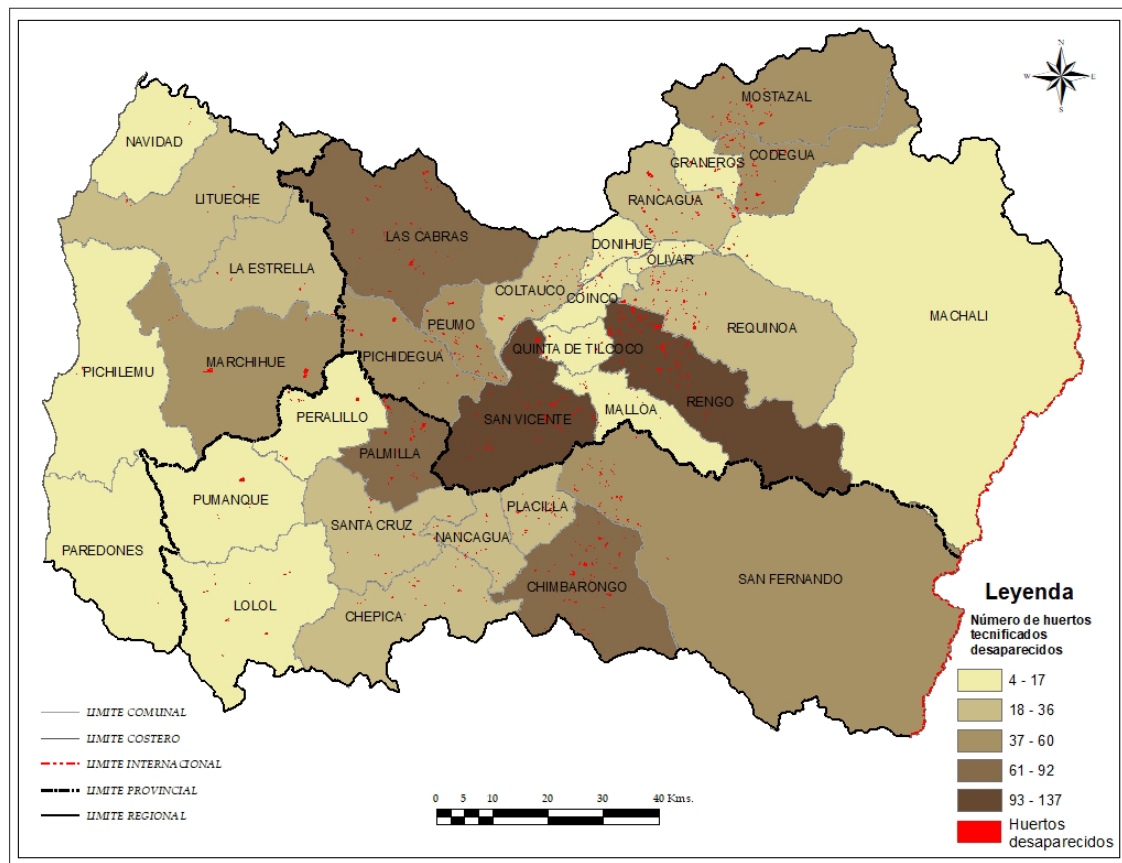 N
W E
S
MOSTAZAL
NAVIDAD
GRANEROS
CODEGUA
LITUECHE
RANCAGUA
LAS CABRAS
DONIHUE
OLIVAR
LA ESTRELLA
COLTAUCO
COINCO
MACHALI
PEUMO
REQUINOA
QUINTA DE TILCOCO
PICHIDEGUA
MARCHIHUE
PICHILEMU
RENGO
MALLOA
PERALILLO
SAN VICENTE
PALMILLA
PUMANQUE
PLACILLA
SANTA CRUZ
NANCAGUA
PAREDONES
SAN FERNANDO
CHIMBARONGO
LOLOL
CHEPICA
Leyenda
Número de huertos
tecnificados
desaparecidos
4 - 17
18 - 36
37 - 60
61 - 92
93 - 137
Huertos
desaparecidos
LIMITE COMUNAL
LIMITE COSTERO
LIMITE INTERNACIONAL
LIMITE PROVINCIAL
LIMITE REGIONAL
0 5 10 20 30 40 Kms.